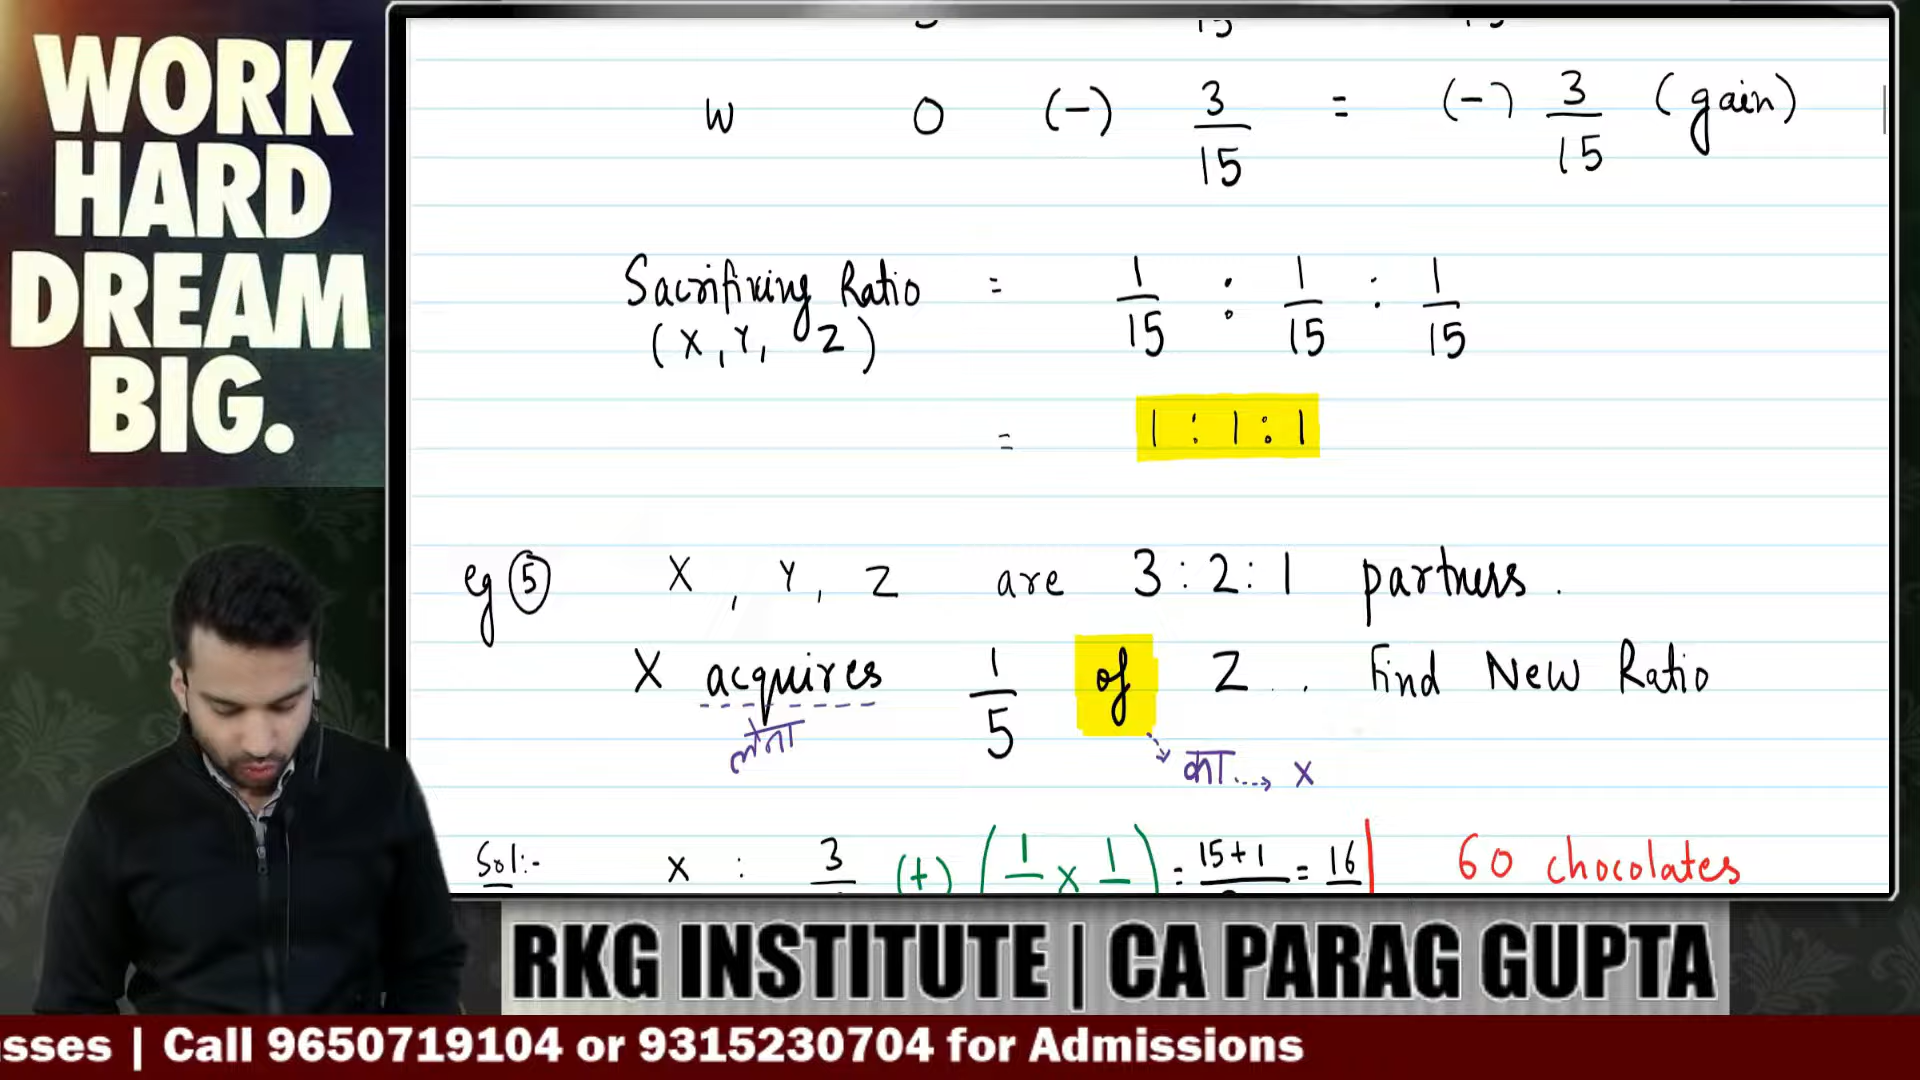 WORK
HARD
DREAM
BIG.
15
W 0 (-) 3/15 = (-) 3/15 (gain)
Sacrifixing Ratio = 1/15 : 1/15 : 1/15
(X, Y, Z)
= 1 : 1 : 1
eg ⑤ X, Y, Z are 3 : 2 : 1 partners.
X acquires 1/5 of Z. Find New Ratio
लेना
का X
Sol:- X : 3 (+) ( 1 × 1 ) = 15+1 = 16 60 chocolates
RKG INSTITUTE | CA PARAG GUPTA
sses | Call 9650719104 or 9315230704 for Admissions